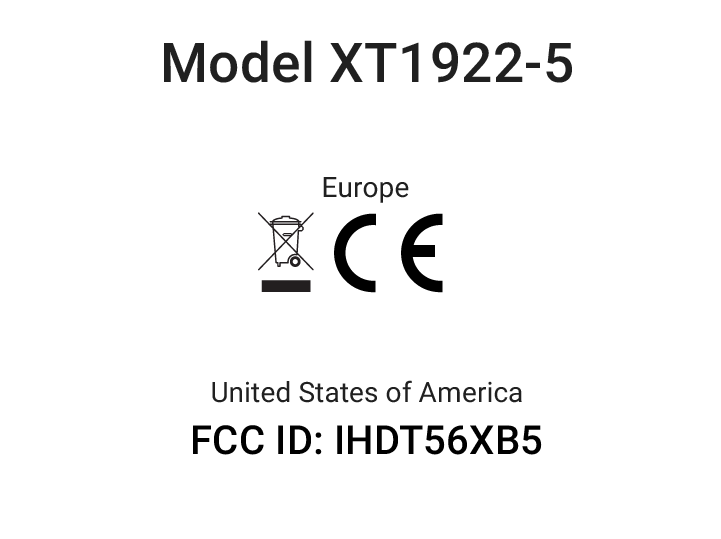 Model XT1922-5
Europe
CE
United States of America
FCC ID: IHDT56XB5